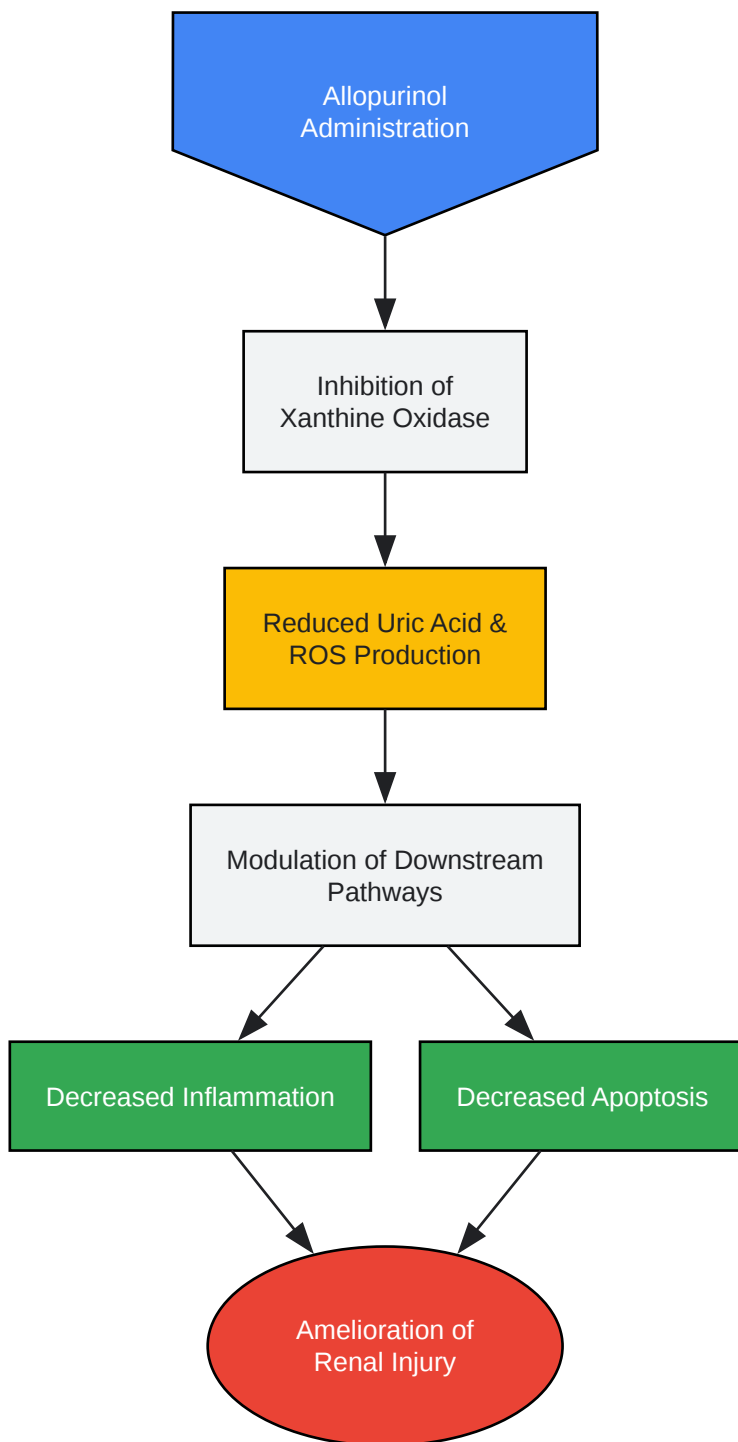 Allopurinol
Administration
Inhibition of
Xanthine Oxidase
Reduced Uric Acid &
ROS Production
Modulation of Downstream
Pathways
Decreased Inflammation
Decreased Apoptosis
Amelioration of
Renal Injury